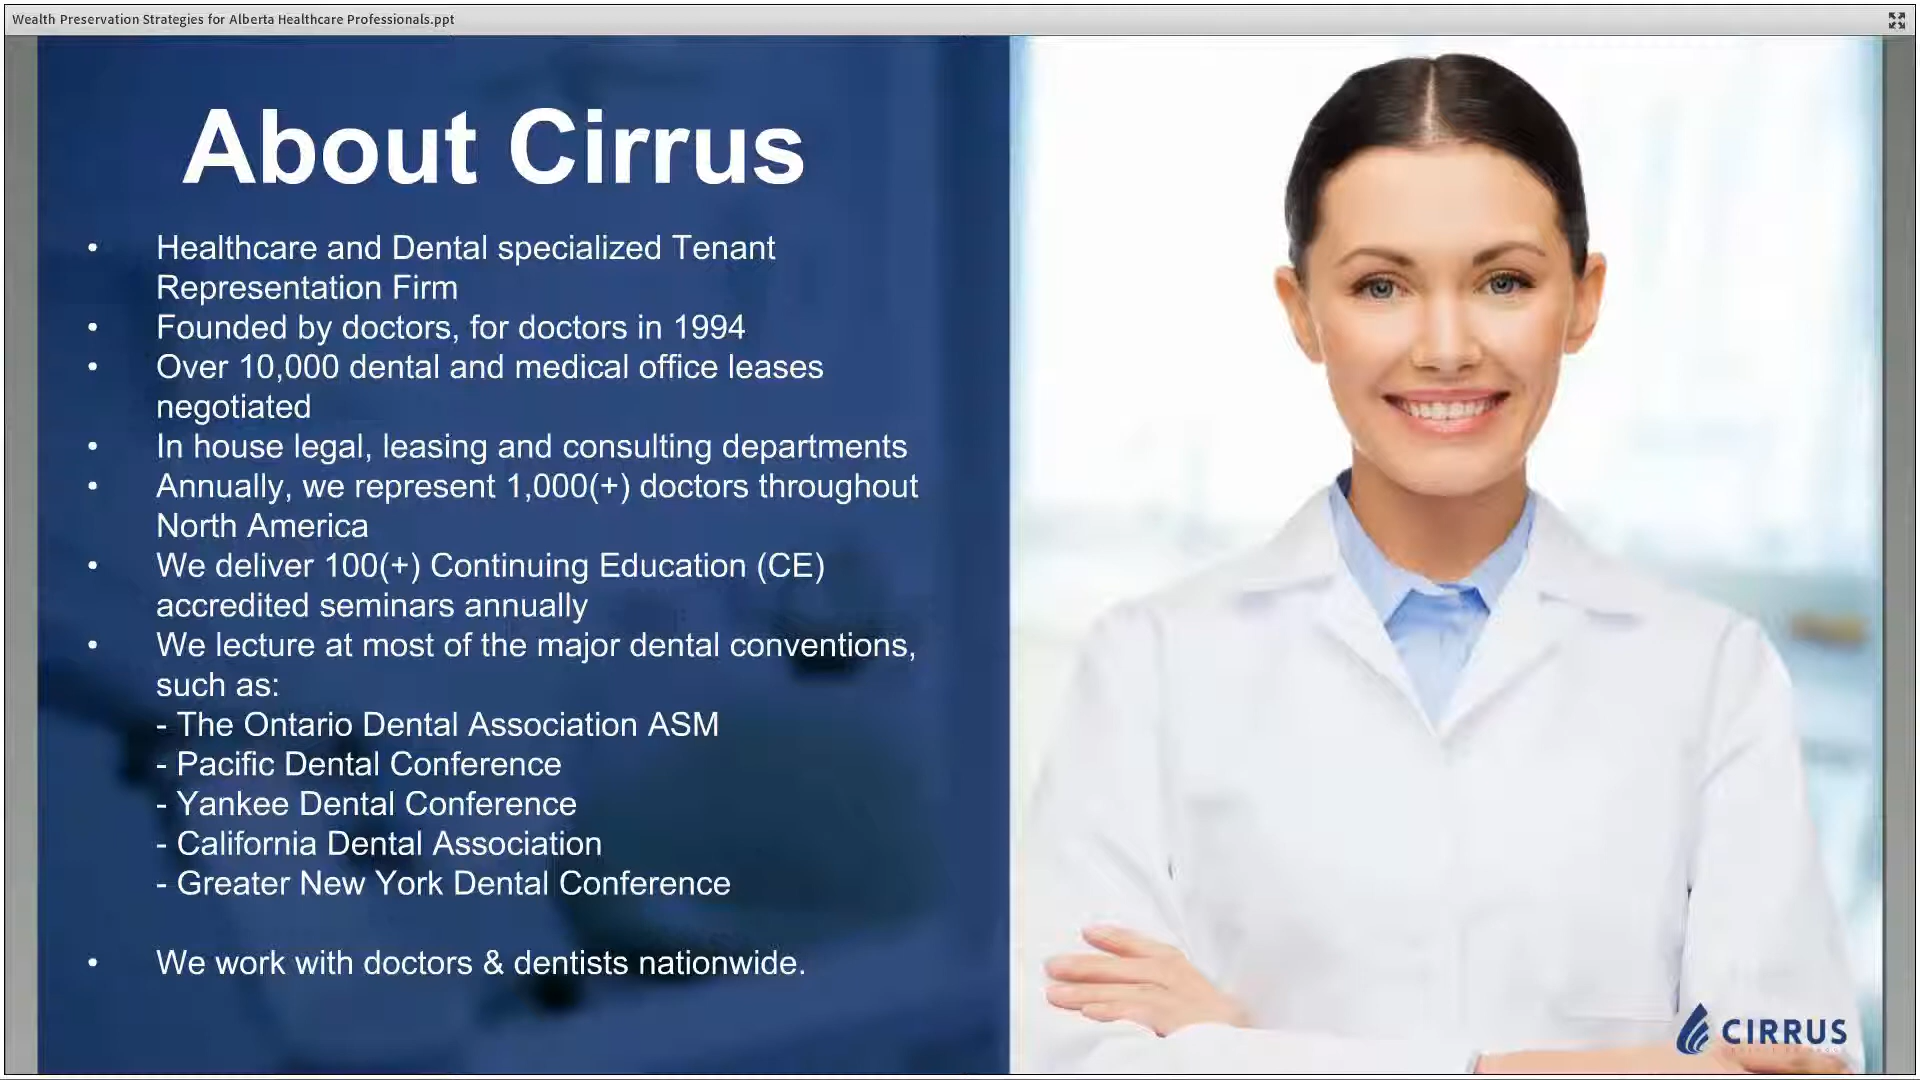 Wealth Preservation Strategies for Alberta Healthcare Professionals.ppt
About Cirrus
• Healthcare and Dental specialized Tenant
Representation Firm
• Founded by doctors, for doctors in 1994
• Over 10,000 dental and medical office leases
negotiated
• In house legal, leasing and consulting departments
• Annually, we represent 1,000(+) doctors throughout
North America
• We deliver 100(+) Continuing Education (CE)
accredited seminars annually
• We lecture at most of the major dental conventions,
such as:
- The Ontario Dental Association ASM
- Pacific Dental Conference
- Yankee Dental Conference
- California Dental Association
- Greater New York Dental Conference
• We work with doctors & dentists nationwide.
CIRRUS